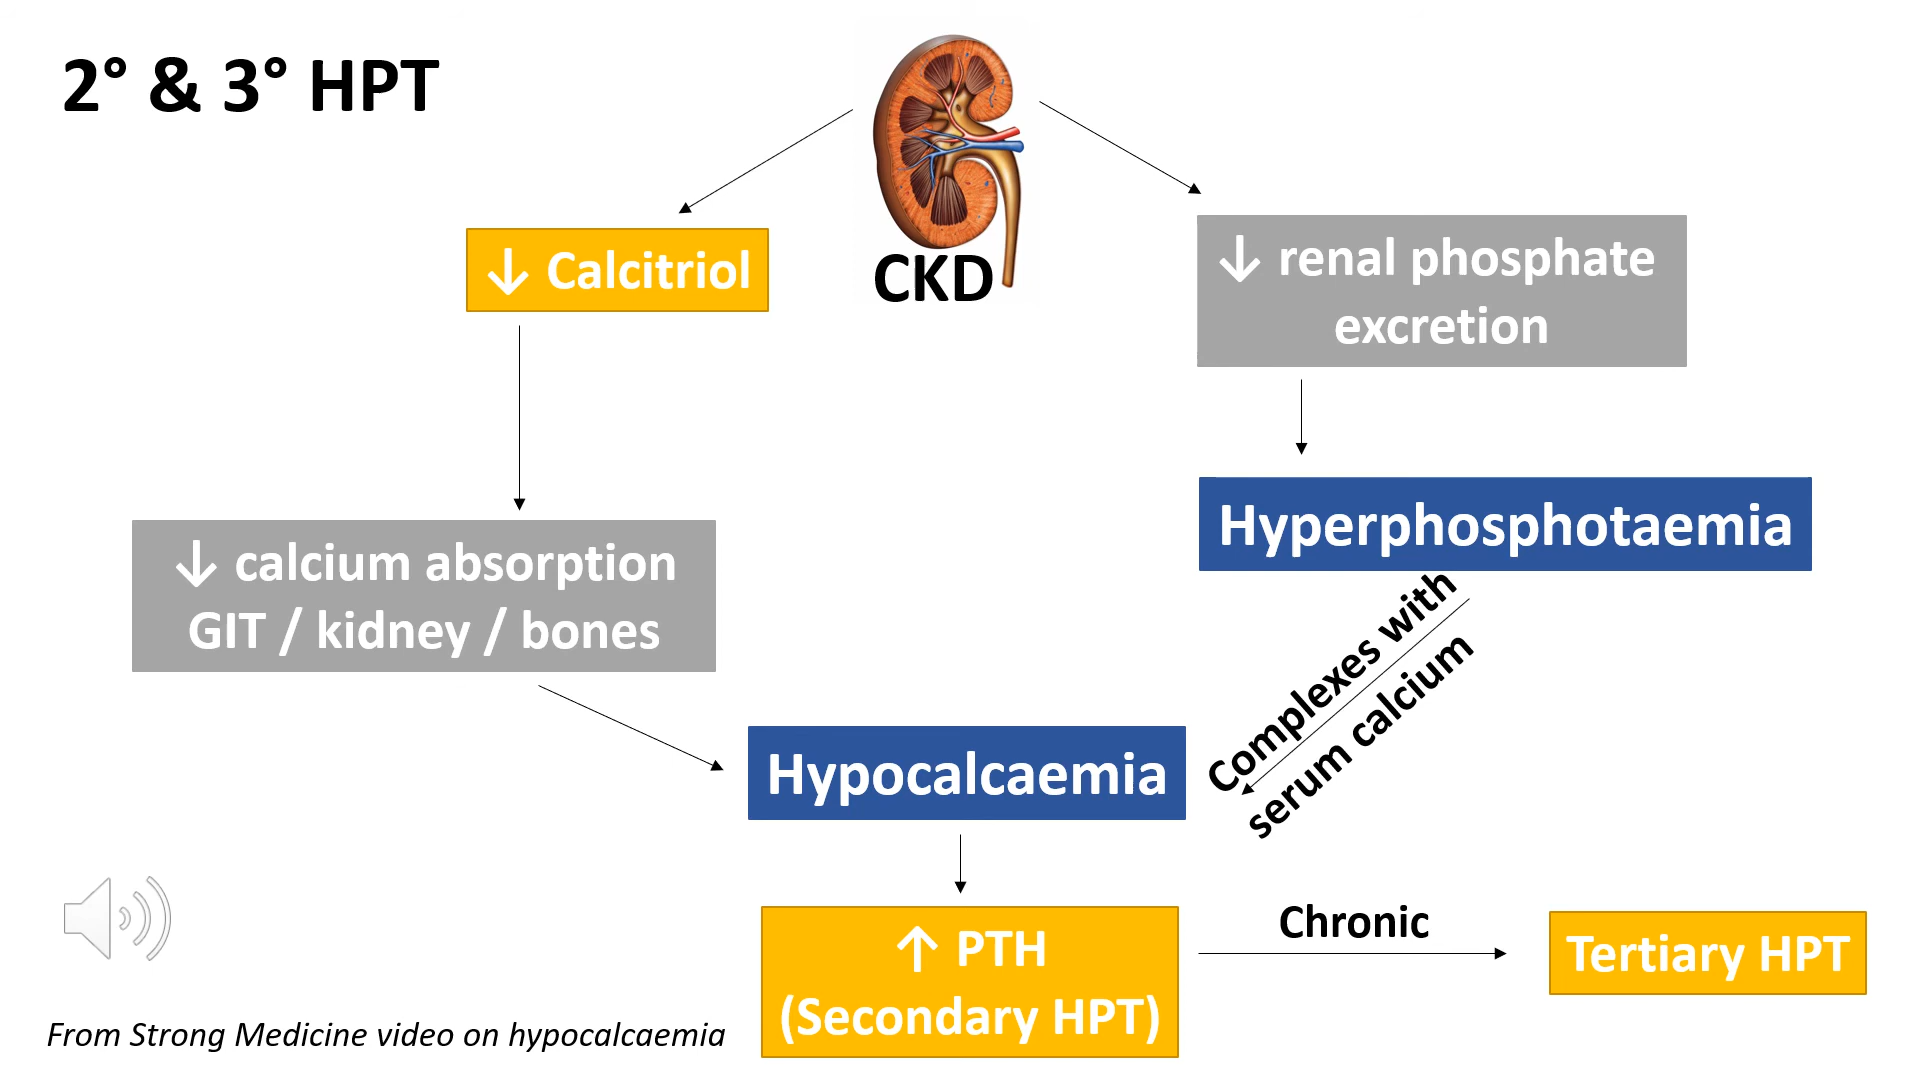 2° & 3° HPT
CKD
↓ Calcitriol
↓ renal phosphate
excretion
↓ calcium absorption
GIT / kidney / bones
Hyperphosphotaemia
Complexes with
serum calcium
Hypocalcaemia
↑ PTH
(Secondary HPT)
Chronic
Tertiary HPT
From Strong Medicine video on hypocalcaemia